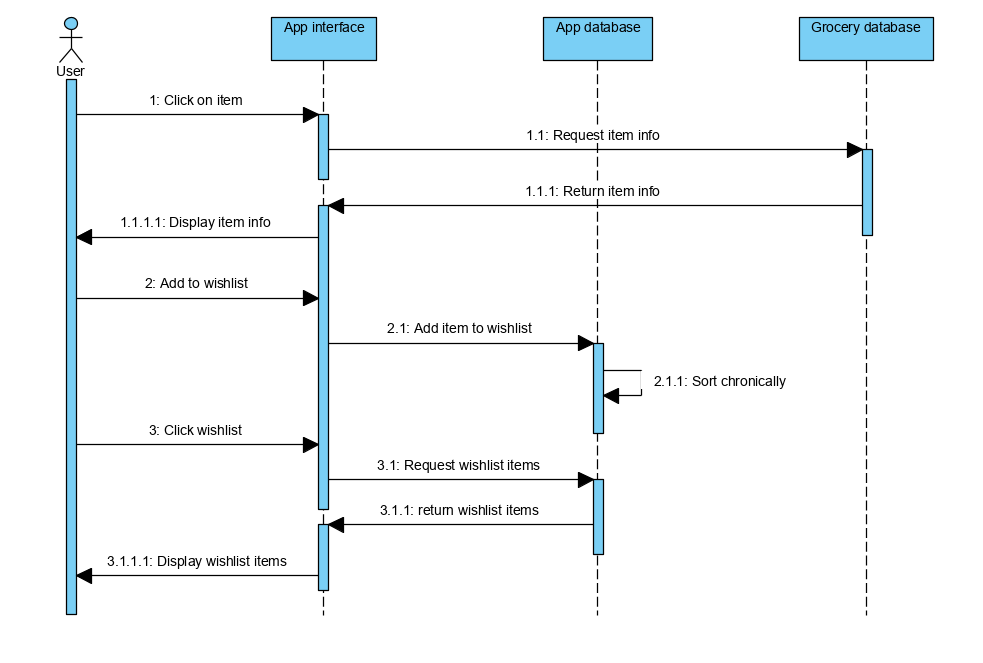 App interface
App database
Grocery database
User
1: Click on item
1.1: Request item info
1.1.1: Return item info
1.1.1.1: Display item info
2: Add to wishlist
2.1: Add item to wishlist
2.1.1: Sort chronically
3: Click wishlist
3.1: Request wishlist items
3.1.1: return wishlist items
3.1.1.1: Display wishlist items